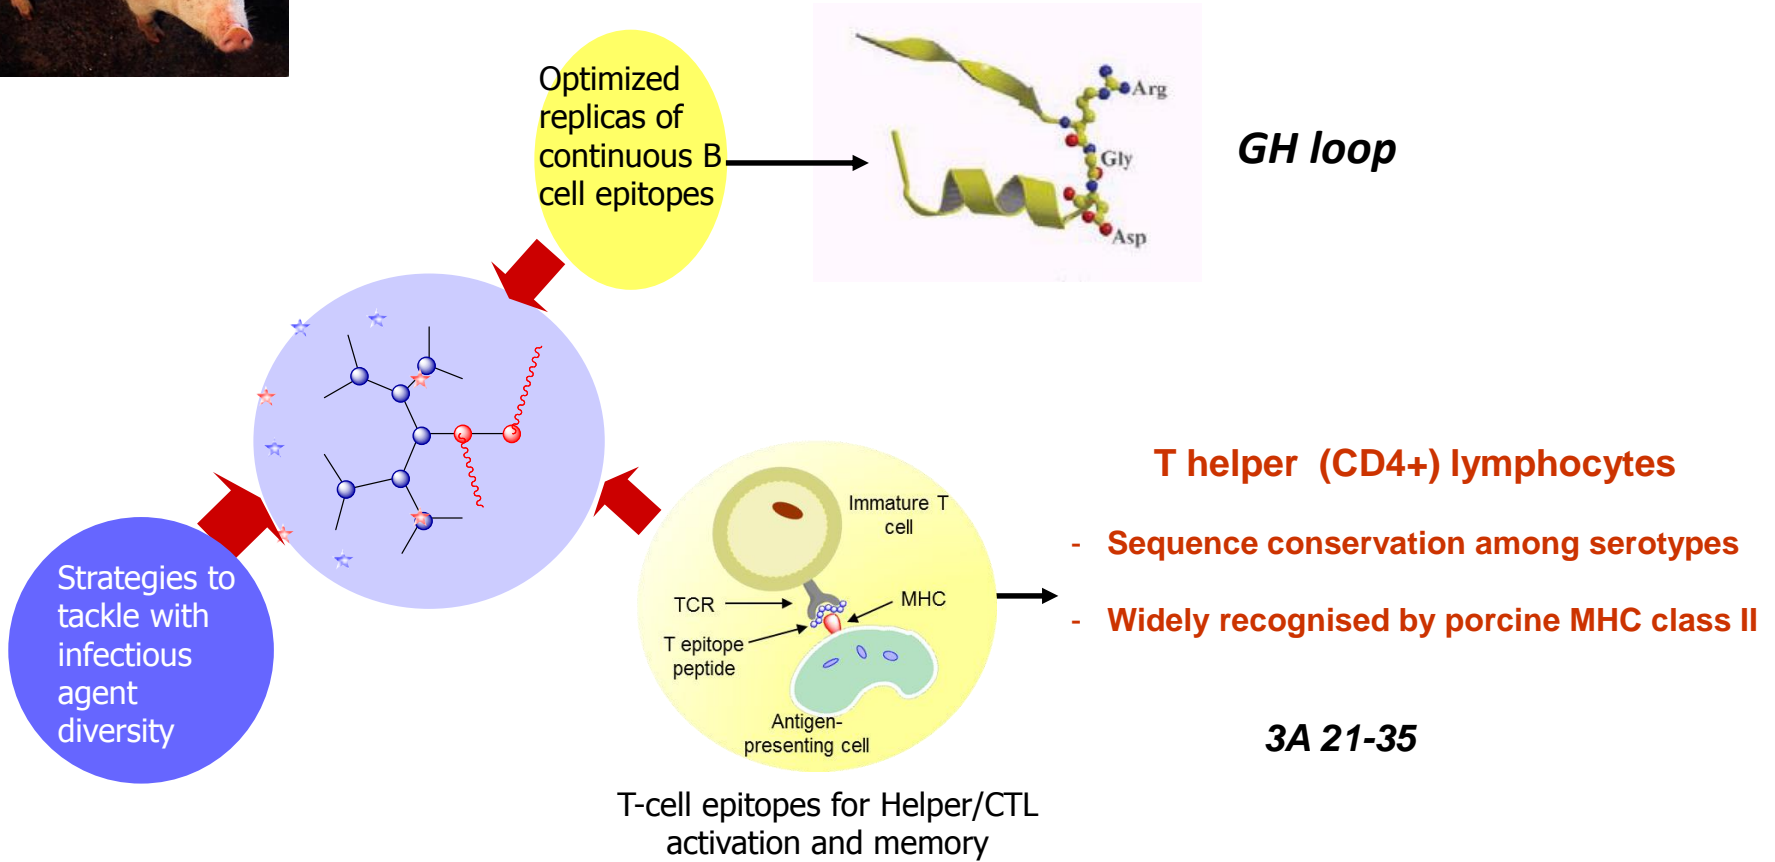 Optimized
replicas of
continuous B
cell epitopes
Arg
Gly
Asp
GH loop
Strategies to
tackle with
infectious
agent
diversity
Immature T
cell
TCR
MHC
T epitope
peptide
Antigen-
presenting cell
T-cell epitopes for Helper/CTL
activation and memory
T helper (CD4+) lymphocytes
- Sequence conservation among serotypes
- Widely recognised by porcine MHC class II
3A 21-35